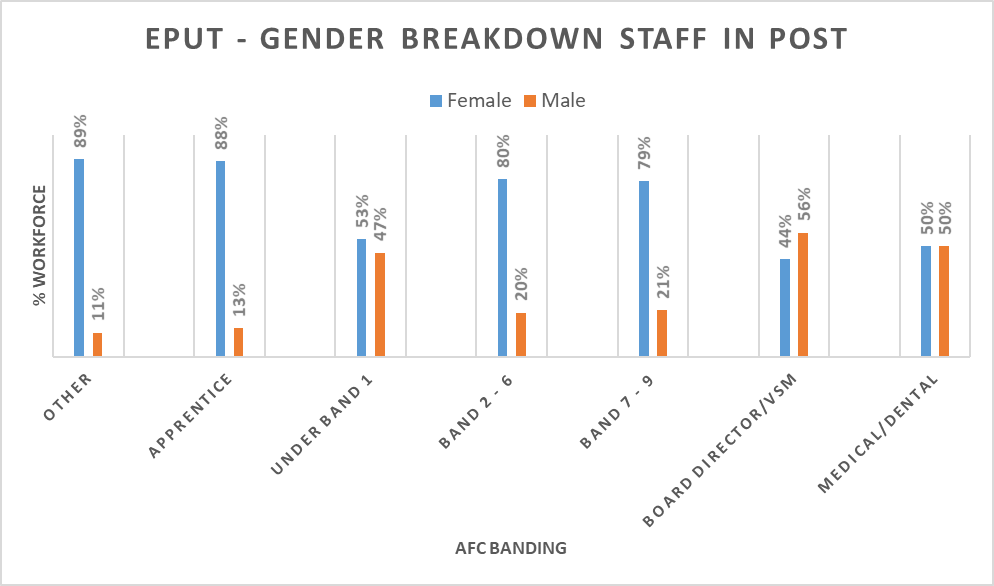 EPUT - GENDER BREAKDOWN STAFF IN POST
Female Male
% WORKFORCE
89%
11%
88%
13%
53%
47%
80%
20%
79%
21%
44%
56%
50%
50%
OTHER
APPRENTICE
UNDER BAND 1
BAND 2 - 6
BAND 7 - 9
BOARD DIRECTOR/VSM
MEDICAL/DENTAL
AFC BANDING